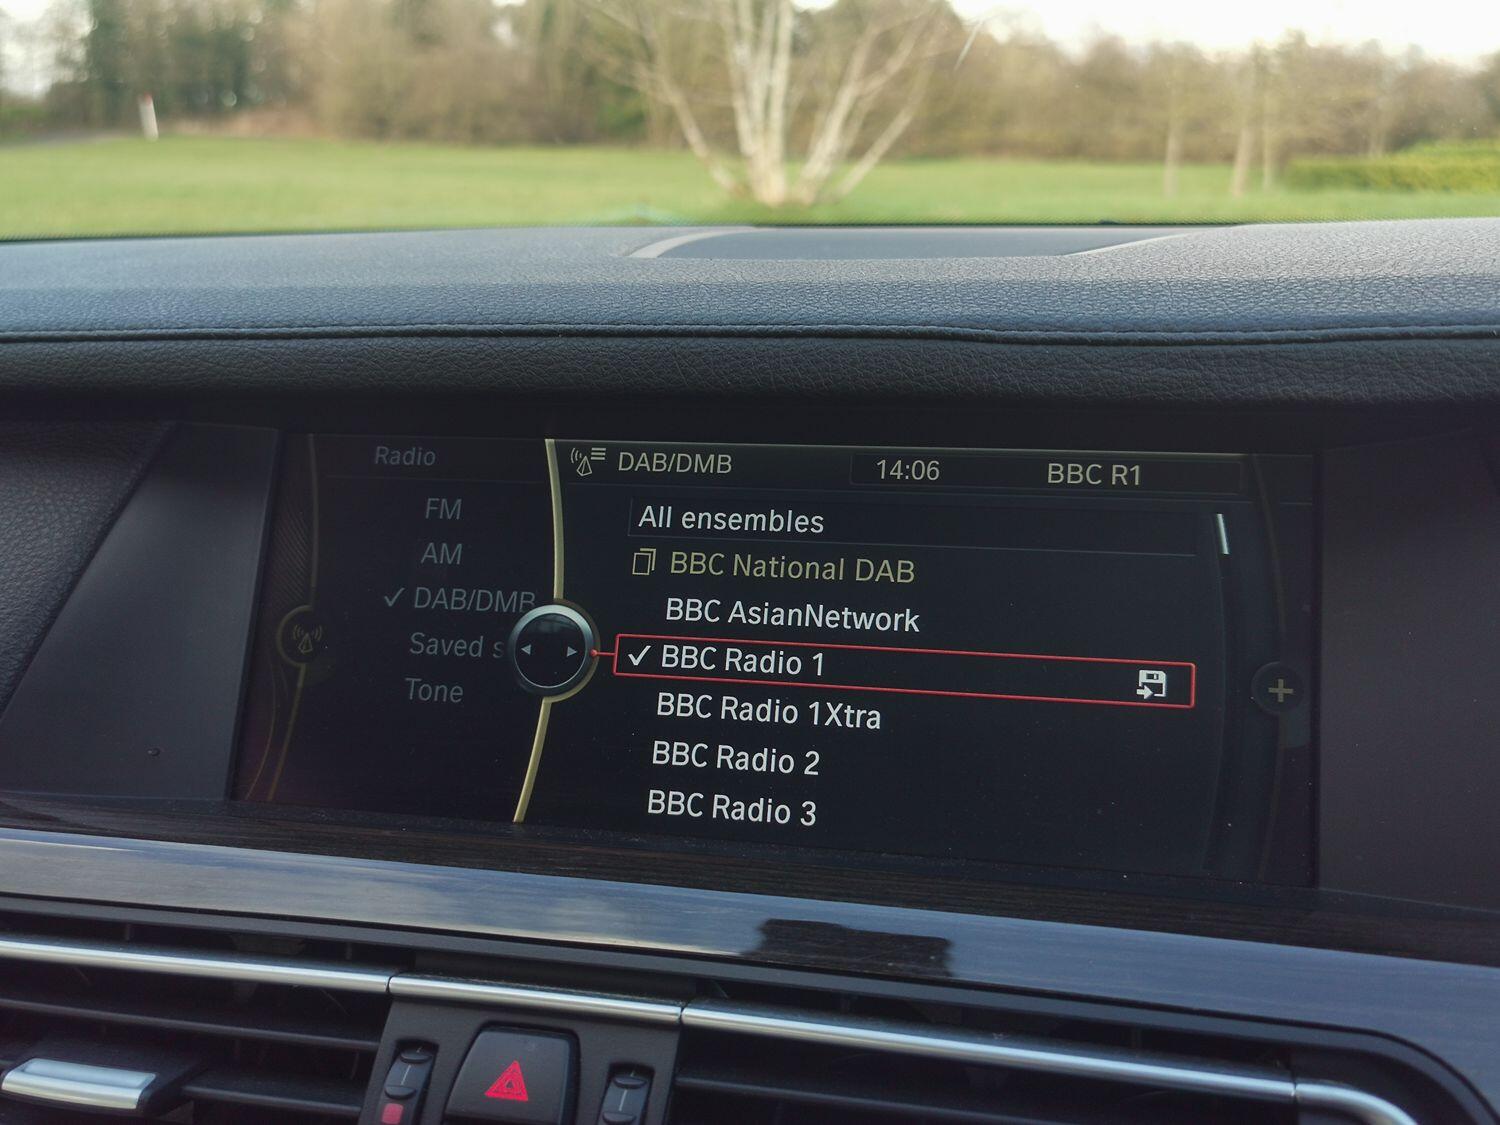 Radio
FM
AM
✓ DAB/DMB
Saved s
Tone
DAB/DMB
14:06
BBC R1
All ensembles
BBC National DAB
BBC AsianNetwork
✓ BBC Radio 1
BBC Radio 1Xtra
BBC Radio 2
BBC Radio 3